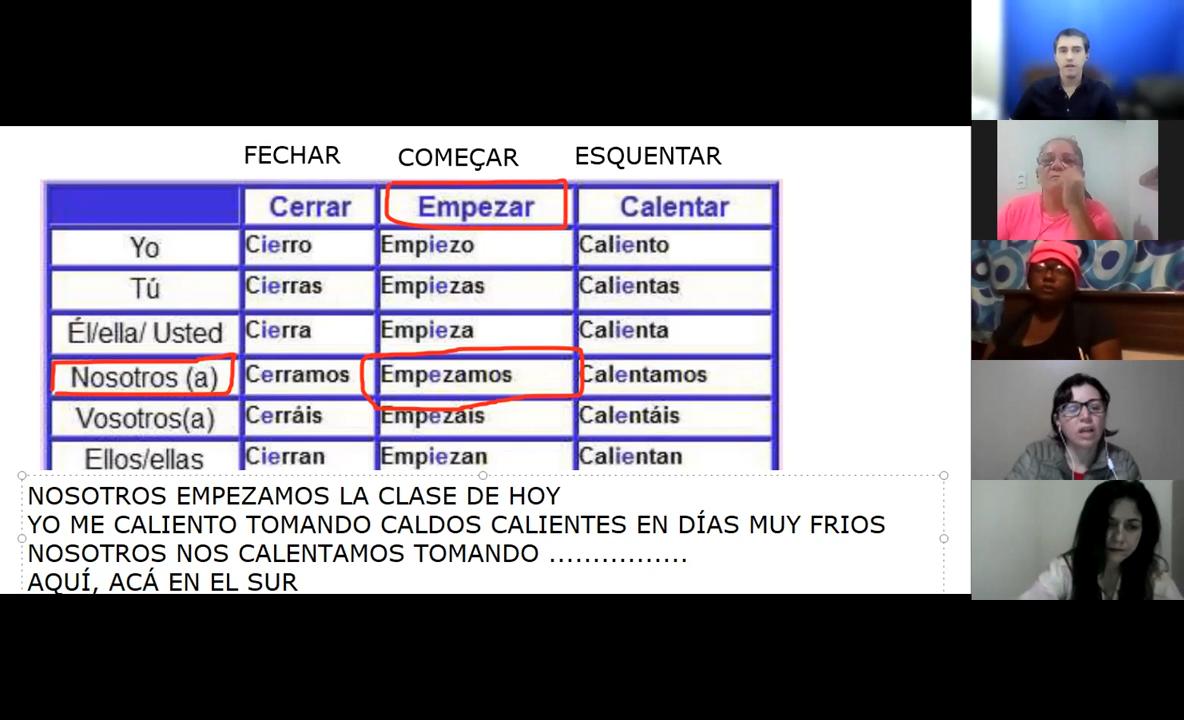 FECHAR COMEÇAR ESQUENTAR
Cerrar Empezar Calentar
Yo Cierro Empiezo Caliento
Tú Cierras Empiezas Calientas
Él/ella/ Usted Cierra Empieza Calienta
Nosotros (a) Cerramos Empezamos Calentamos
Vosotros(a) Cerráis Empezáis Calentáis
Ellos/ellas Cierran Empiezan Calientan
NOSOTROS EMPEZAMOS LA CLASE DE HOY
YO ME CALIENTO TOMANDO CALDOS CALIENTES EN DÍAS MUY FRIOS
NOSOTROS NOS CALENTAMOS TOMANDO ................
AQUÍ, ACÁ EN EL SUR